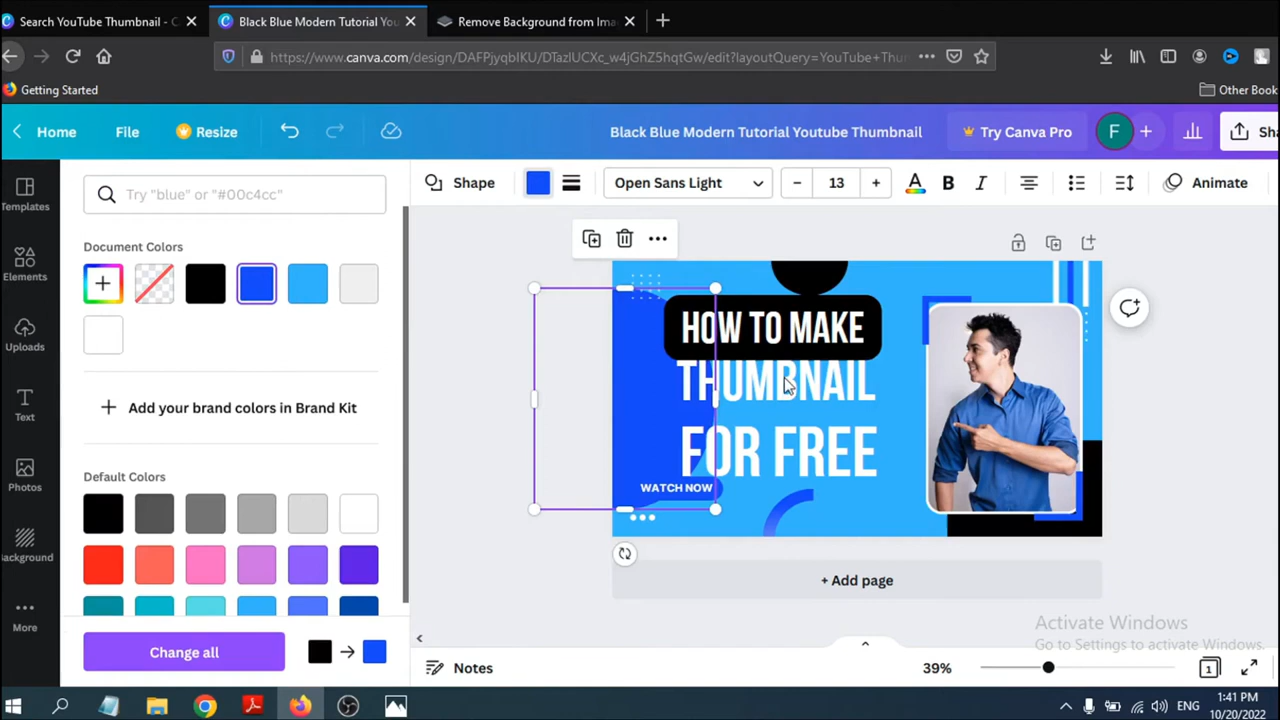 Search YouTube Thumbnail - C
Black Blue Modern Tutorial You
Remove Background from Ima
https://www.canva.com/design/DAFpjyqbIKU/DTazlUCXc_w4jGhZ5hqtGw/edit?layoutQuery=YouTube+Thum
Getting Started
Other Book
Home
File
Resize
Black Blue Modern Tutorial Youtube Thumbnail
Try Canva Pro
F
Sha
Templates
Elements
Uploads
Text
Photos
Background
More
Try "blue" or "#00c4cc"
Document Colors
Add your brand colors in Brand Kit
Default Colors
Change all
Shape
Open Sans Light
13
A
B
I
Animate
HOW TO MAKE
THUMBNAIL
FOR FREE
WATCH NOW
+ Add page
Activate Windows
Go to Settings to activate Windows.
Notes
39%
1
ENG
1:41 PM
10/20/2022